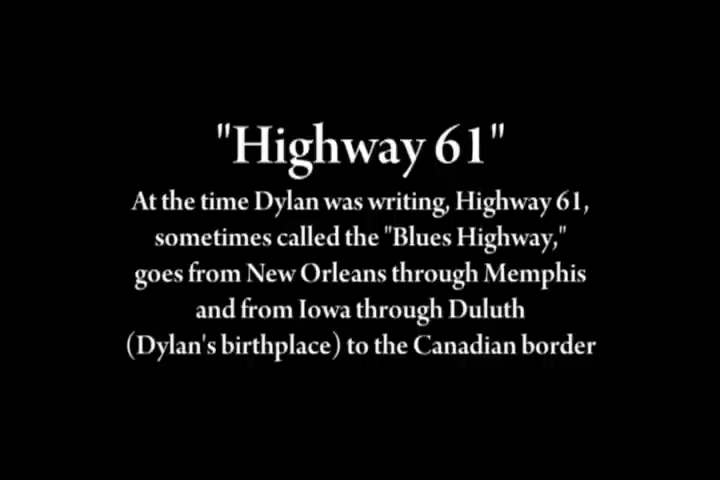 "Highway 61"
At the time Dylan was writing, Highway 61,
sometimes called the "Blues Highway,"
goes from New Orleans through Memphis
and from Iowa through Duluth
(Dylan's birthplace) to the Canadian border